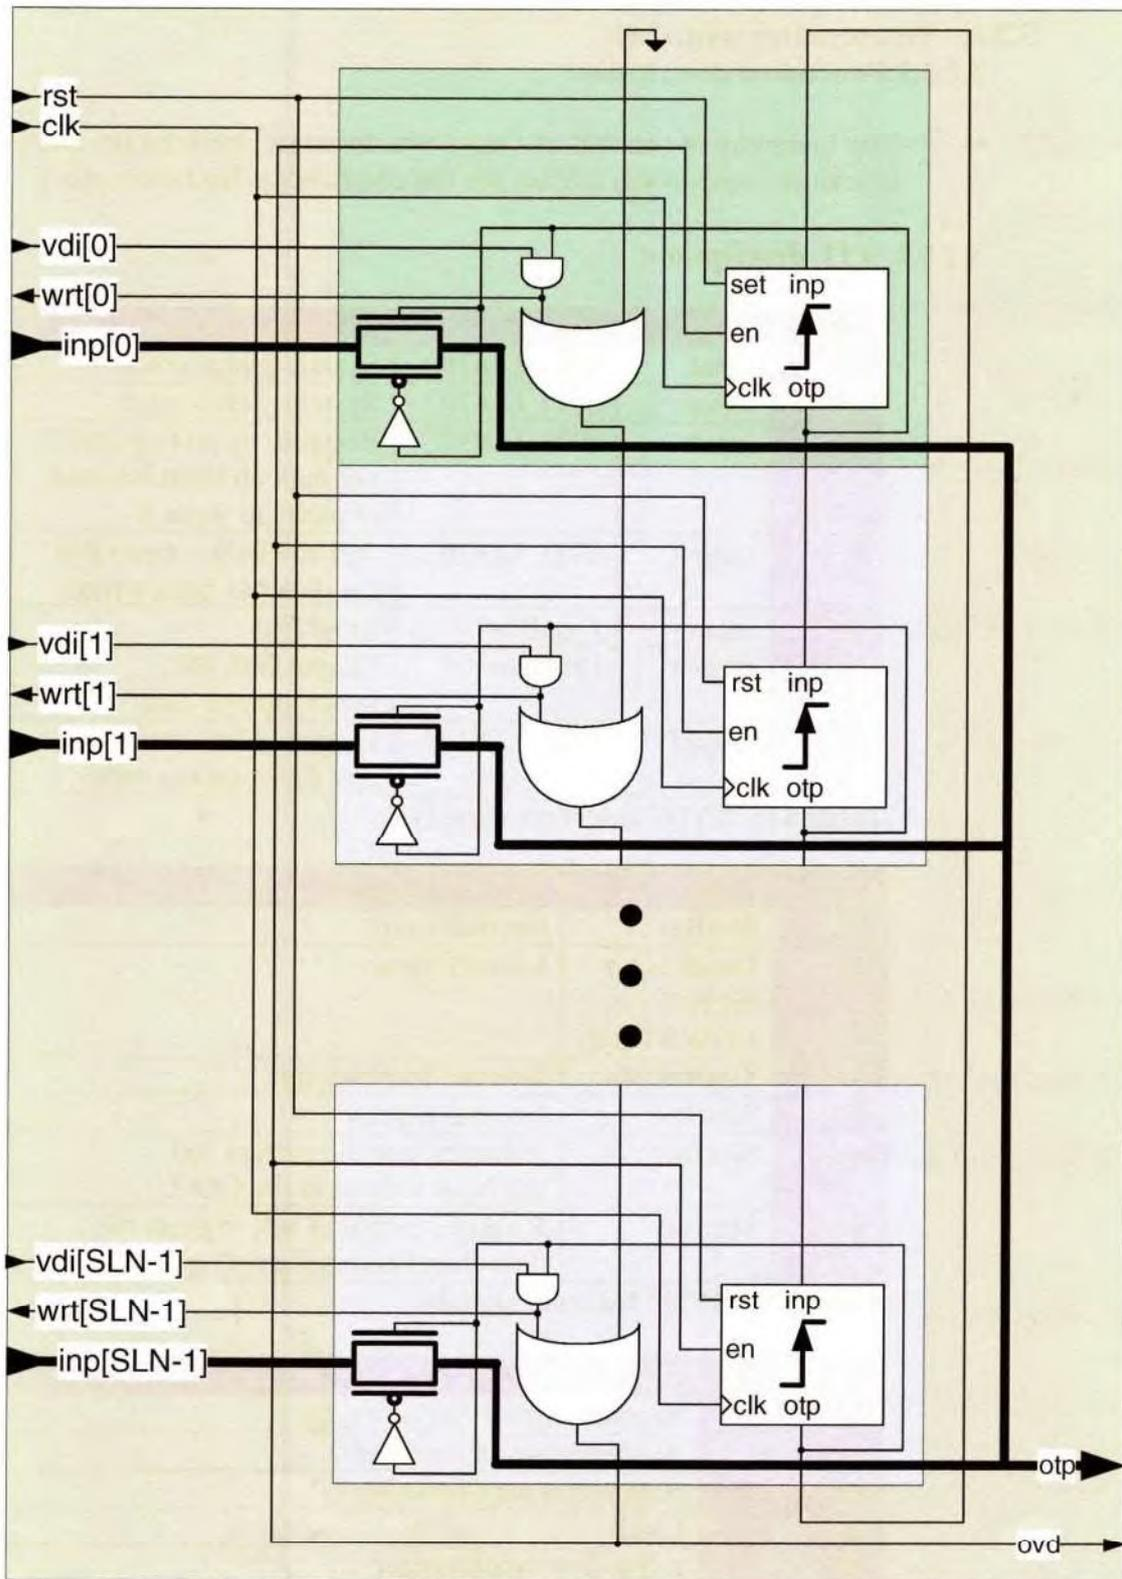 rst
clk
vdi[0]
wrt[0]
inp[0]
set inp
en
clk otp
vdi[1]
wrt[1]
inp[1]
rst inp
en
clk otp
vdi[SLN-1]
wrt[SLN-1]
inp[SLN-1]
rst inp
en
clk otp
otp
ovd